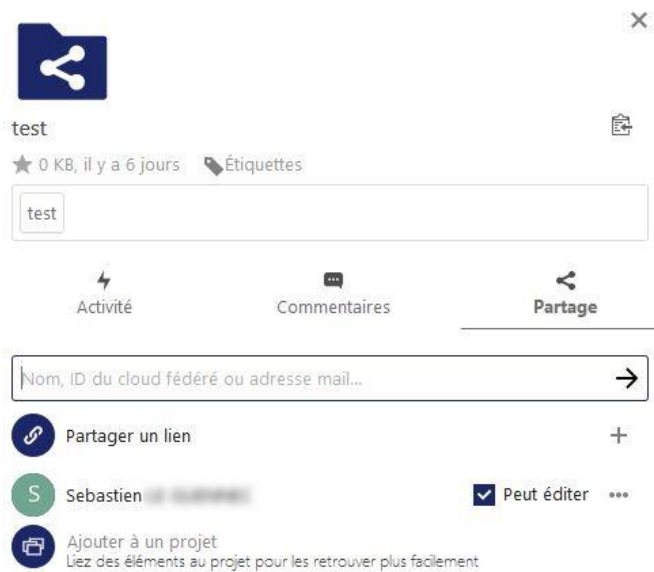 test
0 KB, il y a 6 jours Étiquettes
test
Activité Commentaires Partage
Nom, ID du cloud fédéré ou adresse mail...
Partager un lien
S Sebastien Peut éditer
Ajouter à un projet
Liez des éléments au projet pour les retrouver plus facilement